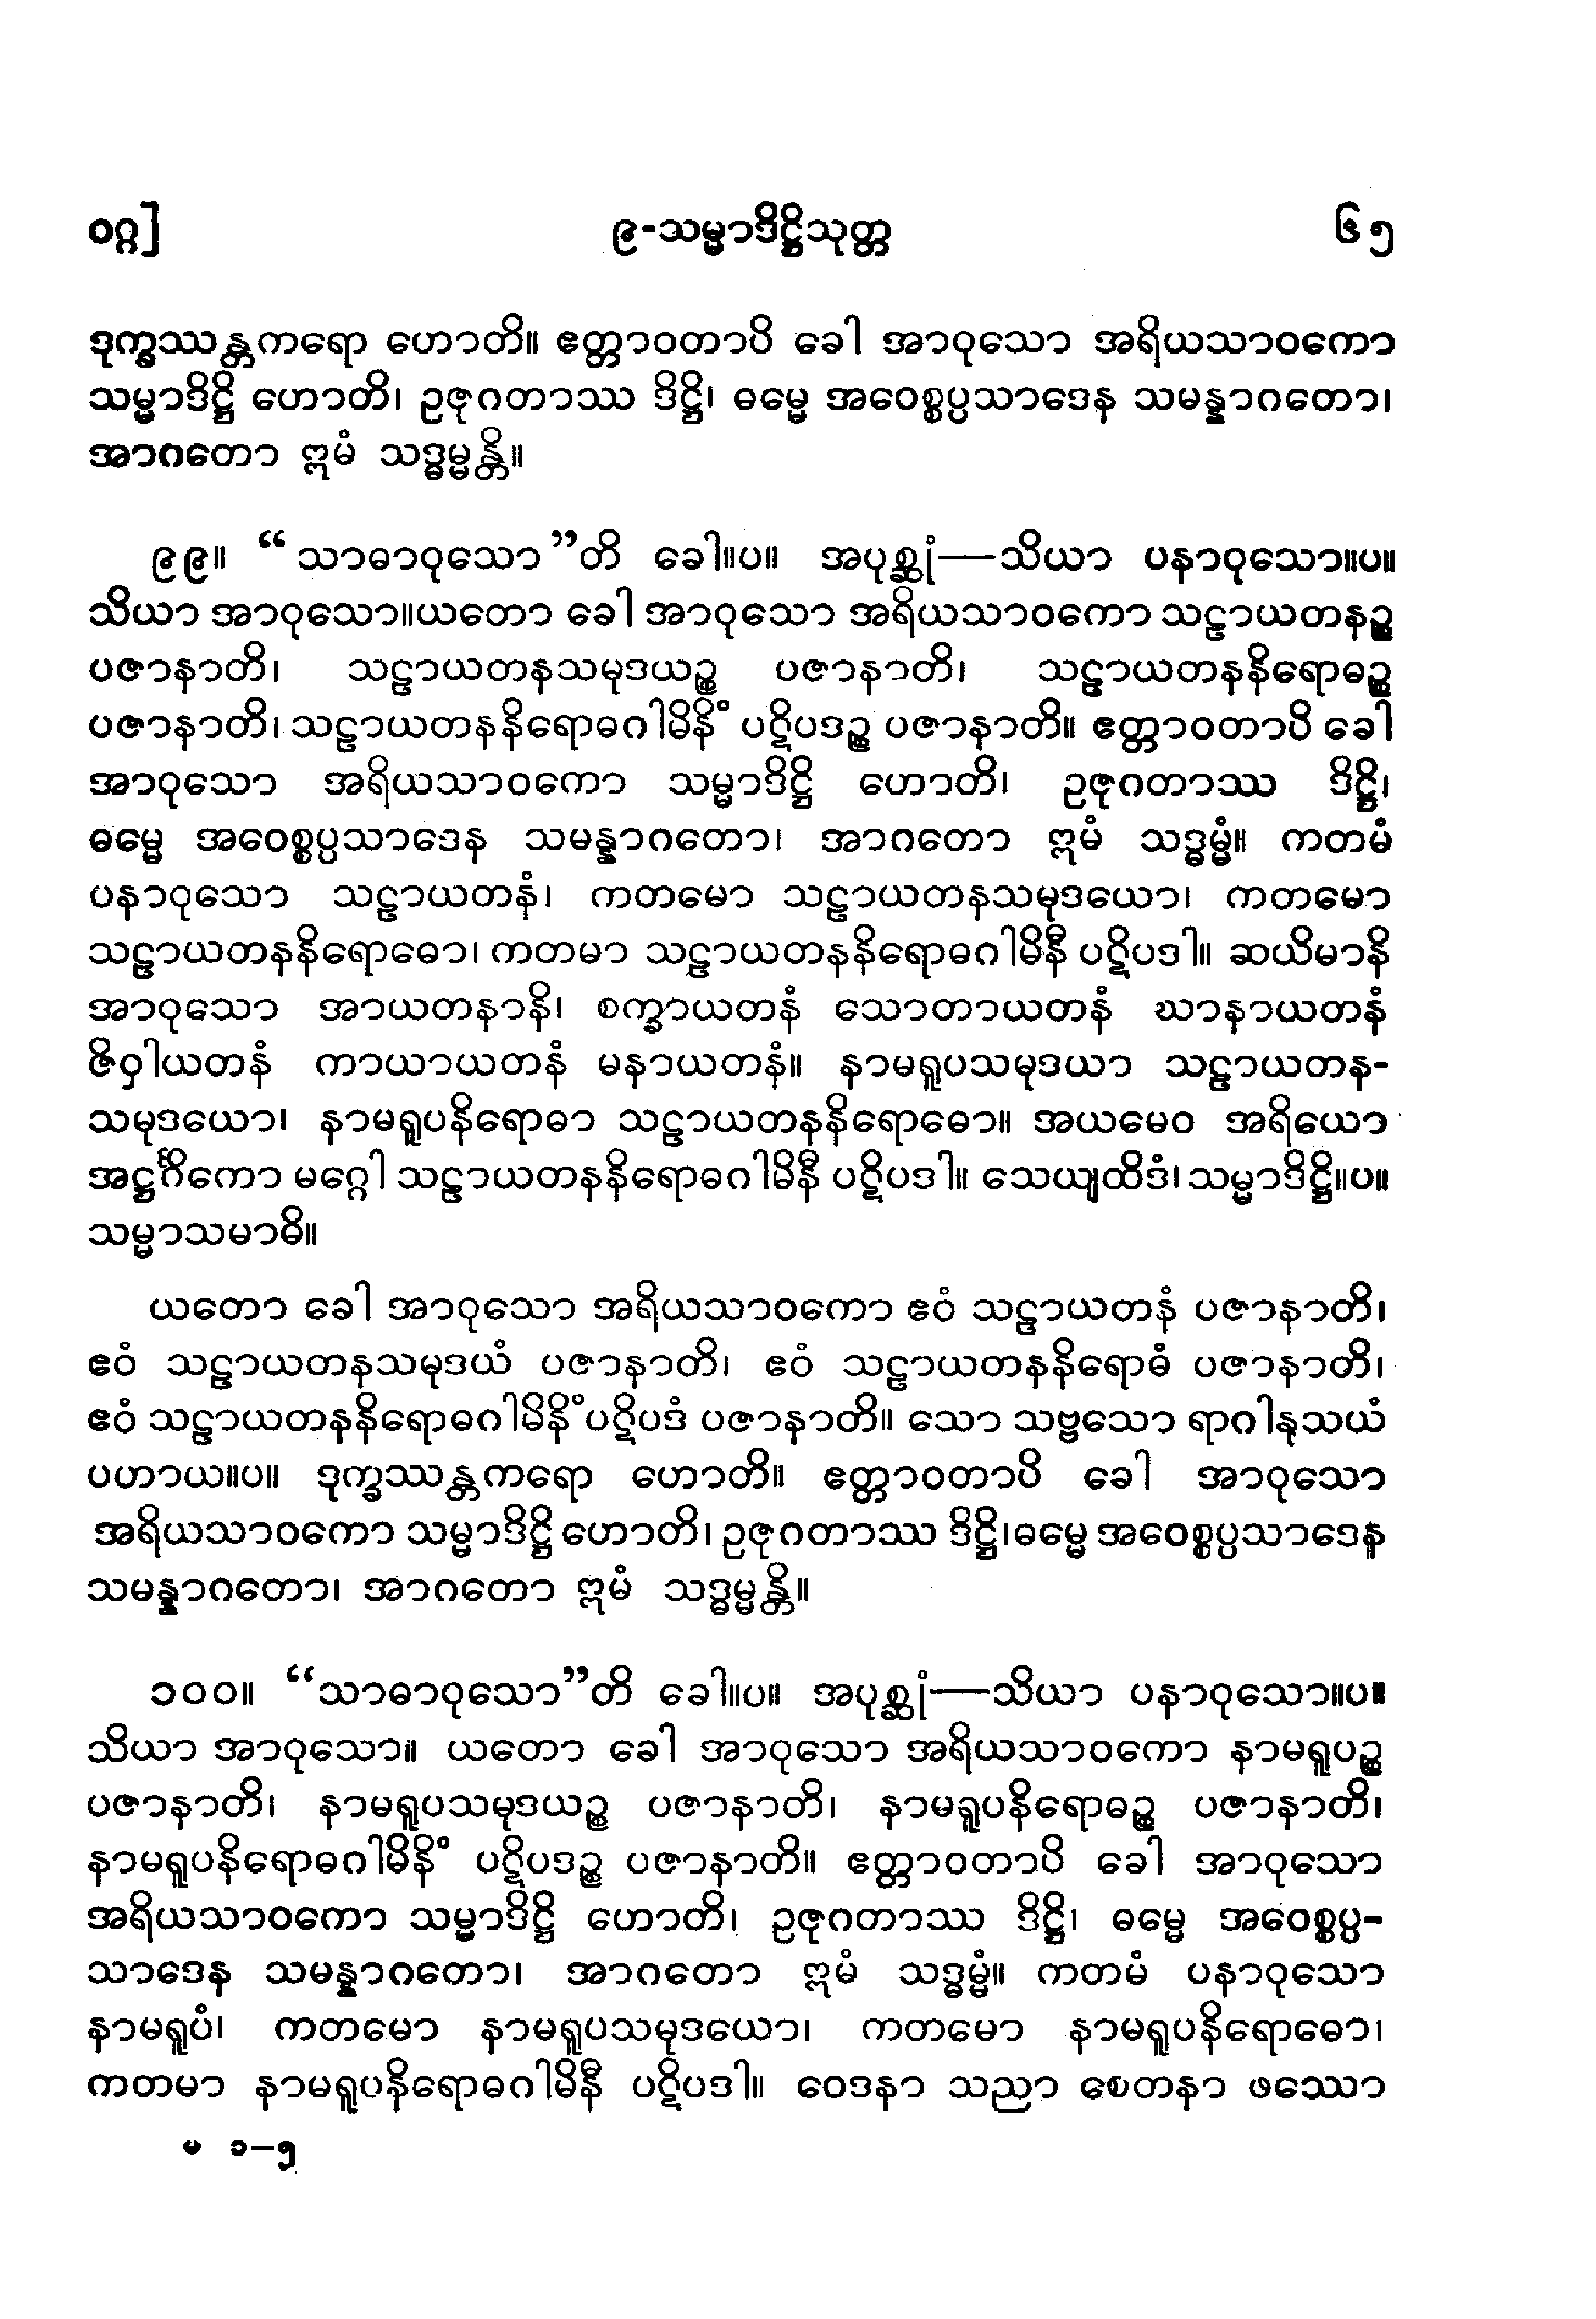 ဝဂ္ဂ]	၉-သမ္မာဒိဋ္ဌိသုတ္တ	၆၅
ဒုက္ခဿန္တကရော ဟောတိ။ ဧတ္တာဝတာပိ ခေါ အာဝုသော အရိယသာဝကော
သမ္မာဒိဋ္ဌိ ဟောတိ၊ ဥဇုဂတာဿ ဒိဋ္ဌိ၊ ဓမ္မေ အဝေစ္စပ္ပသာဒေန သမန္နာဂတော၊
အာဂတော ဣမံ သဒ္ဓမ္မန္တိ။
၉၉။ “သာဓာဝုသော”တိ ခေါ။ပ။ အပုစ္ဆုံ—သိယာ ပနာဝုသော။ပ။
သိယာ အာဝုသော။ယတော ခေါ အာဝုသော အရိယသာဝကော သဠာယတနဉ္စ
ပဇာနာတိ၊ သဠာယတနသမုဒယဉ္စ ပဇာနာတိ၊ သဠာယတနနိရောဓဉ္စ
ပဇာနာတိ၊ သဠာယတနနိရောဓဂါမိနိံ ပဋိပဒဉ္စ ပဇာနာတိ။ ဧတ္တာဝတာပိ ခေါ
အာဝုသော အရိယသာဝကော သမ္မာဒိဋ္ဌိ ဟောတိ၊ ဥဇုဂတာဿ ဒိဋ္ဌိ၊
ဓမ္မေ အဝေစ္စပ္ပသာဒေန သမန္နာဂတော၊ အာဂတော ဣမံ သဒ္ဓမ္မံ။ ကတမံ
ပနာဝုသော သဠာယတနံ၊ ကတမော သဠာယတနသမုဒယော၊ ကတမော
သဠာယတနနိရောဓော၊ ကတမာ သဠာယတနနိရောဓဂါမိနီ ပဋိပဒါ။ ဆယိမာနိ
အာဝုသော အာယတနာနိ၊ စက္ခာယတနံ သောတာယတနံ ဃာနာယတနံ
ဇိဝှါယတနံ ကာယာယတနံ မနာယတနံ။ နာမရူပသမုဒယာ သဠာယတန-
သမုဒယော၊ နာမရူပနိရောဓာ သဠာယတနနိရောဓော။ အယမေဝ အရိယော
အဋ္ဌင်္ဂိကော မဂ္ဂေါ သဠာယတနနိရောဓဂါမိနီ ပဋိပဒါ။ သေယျထိဒံ၊ သမ္မာဒိဋ္ဌိ။ပ။
သမ္မာသမာဓိ။
ယတော ခေါ အာဝုသော အရိယသာဝကော ဧဝံ သဠာယတနံ ပဇာနာတိ၊
ဧဝံ သဠာယတနသမုဒယံ ပဇာနာတိ၊ ဧဝံ သဠာယတနနိရောဓံ ပဇာနာတိ၊
ဧဝံ သဠာယတနနိရောဓဂါမိနိံ ပဋိပဒံ ပဇာနာတိ။ သော သဗ္ဗသော ရာဂါနုသယံ
ပဟာယ။ပ။ ဒုက္ခဿန္တကရော ဟောတိ။ ဧတ္တာဝတာပိ ခေါ အာဝုသော
အရိယသာဝကော သမ္မာဒိဋ္ဌိ ဟောတိ၊ ဥဇုဂတာဿ ဒိဋ္ဌိ၊ဓမ္မေ အဝေစ္စပ္ပသာဒေန
သမန္နာဂတော၊ အာဂတော ဣမံ သဒ္ဓမ္မန္တိ။
၁၀၀။ “သာဓာဝုသော”တိ ခေါ။ပ။ အပုစ္ဆုံ—သိယာ ပနာဝုသော။ပ။
သိယာ အာဝုသော။ ယတော ခေါ အာဝုသော အရိယသာဝကော နာမရူပဉ္စ
ပဇာနာတိ၊ နာမရူပသမုဒယဉ္စ ပဇာနာတိ၊ နာမရူပနိရောဓဉ္စ ပဇာနာတိ၊
နာမရူပနိရောဓဂါမိနိံ ပဋိပဒဉ္စ ပဇာနာတိ။ ဧတ္တာဝတာပိ ခေါ အာဝုသော
အရိယသာဝကော သမ္မာဒိဋ္ဌိ ဟောတိ၊ ဥဇုဂတာဿ ဒိဋ္ဌိ၊ ဓမ္မေ အဝေစ္စပ္ပ-
သာဒေန သမန္နာဂတော၊ အာဂတော ဣမံ သဒ္ဓမ္မံ။ ကတမံ ပနာဝုသော
နာမရူပံ၊ ကတမော နာမရူပသမုဒယော၊ ကတမော နာမရူပနိရောဓော၊
ကတမာ နာမရူပနိရောဓဂါမိနီ ပဋိပဒါ။ ဝေဒနာ သညာ စေတနာ ဖဿော
မ ၁–၅